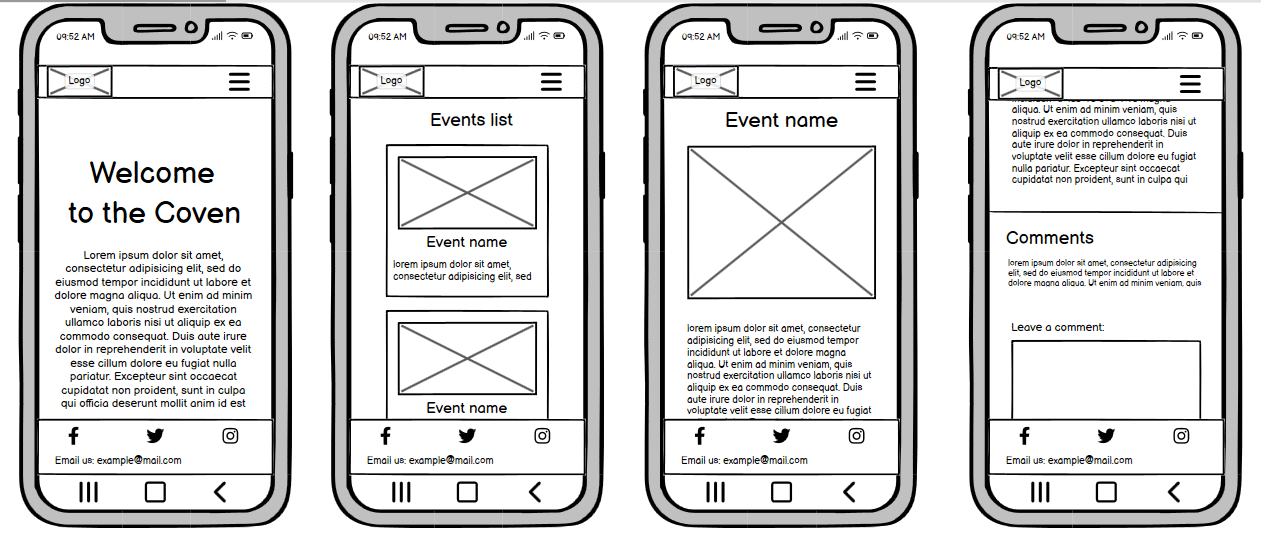 09:52 AM
Logo
Welcome
to the Coven
Lorem ipsum dolor sit amet,
consectetur adipisicing elit, sed do
eiusmod tempor incididunt ut labore et
dolore magna aliqua. Ut enim ad minim
veniam, quis nostrud exercitation
ullamco laboris nisi ut aliquip ex ea
commodo consequat. Duis aute irure
dolor in reprehenderit in voluptate velit
esse cillum dolore eu fugiat nulla
pariatur. Excepteur sint occaecat
cupidatat non proident, sunt in culpa
qui officia deserunt mollit anim id est
Email us: example@mail.com
09:52 AM
Logo
Events list
Event name
lorem ipsum dolor sit amet,
consectetur adipisicing elit, sed
Event name
Email us: example@mail.com
09:52 AM
Logo
Event name
lorem ipsum dolor sit amet, consectetur
adipisicing elit, sed do eiusmod tempor
incididunt ut labore et dolore magna
aliqua. Ut enim ad minim veniam, quis
nostrud exercitation ullamco laboris nisi ut
aliquip ex ea commodo consequat. Duis
aute irure dolor in reprehenderit in
voluptate velit esse cillum dolore eu fugiat
Email us: example@mail.com
09:52 AM
Logo
aliqua. Ut enim ad minim veniam, quis
nostrud exercitation ullamco laboris nisi ut
aliquip ex ea commodo consequat. Duis
aute irure dolor in reprehenderit in
voluptate velit esse cillum dolore eu fugiat
nulla pariatur. Excepteur sint occaecat
cupidatat non proident, sunt in culpa qui
Comments
lorem ipsum dolor sit amet, consectetur adipisicing
elit, sed do eiusmod tempor incididunt ut labore et
dolore magna aliqua. Ut enim ad minim veniam, quis
Leave a comment:
Email us: example@mail.com